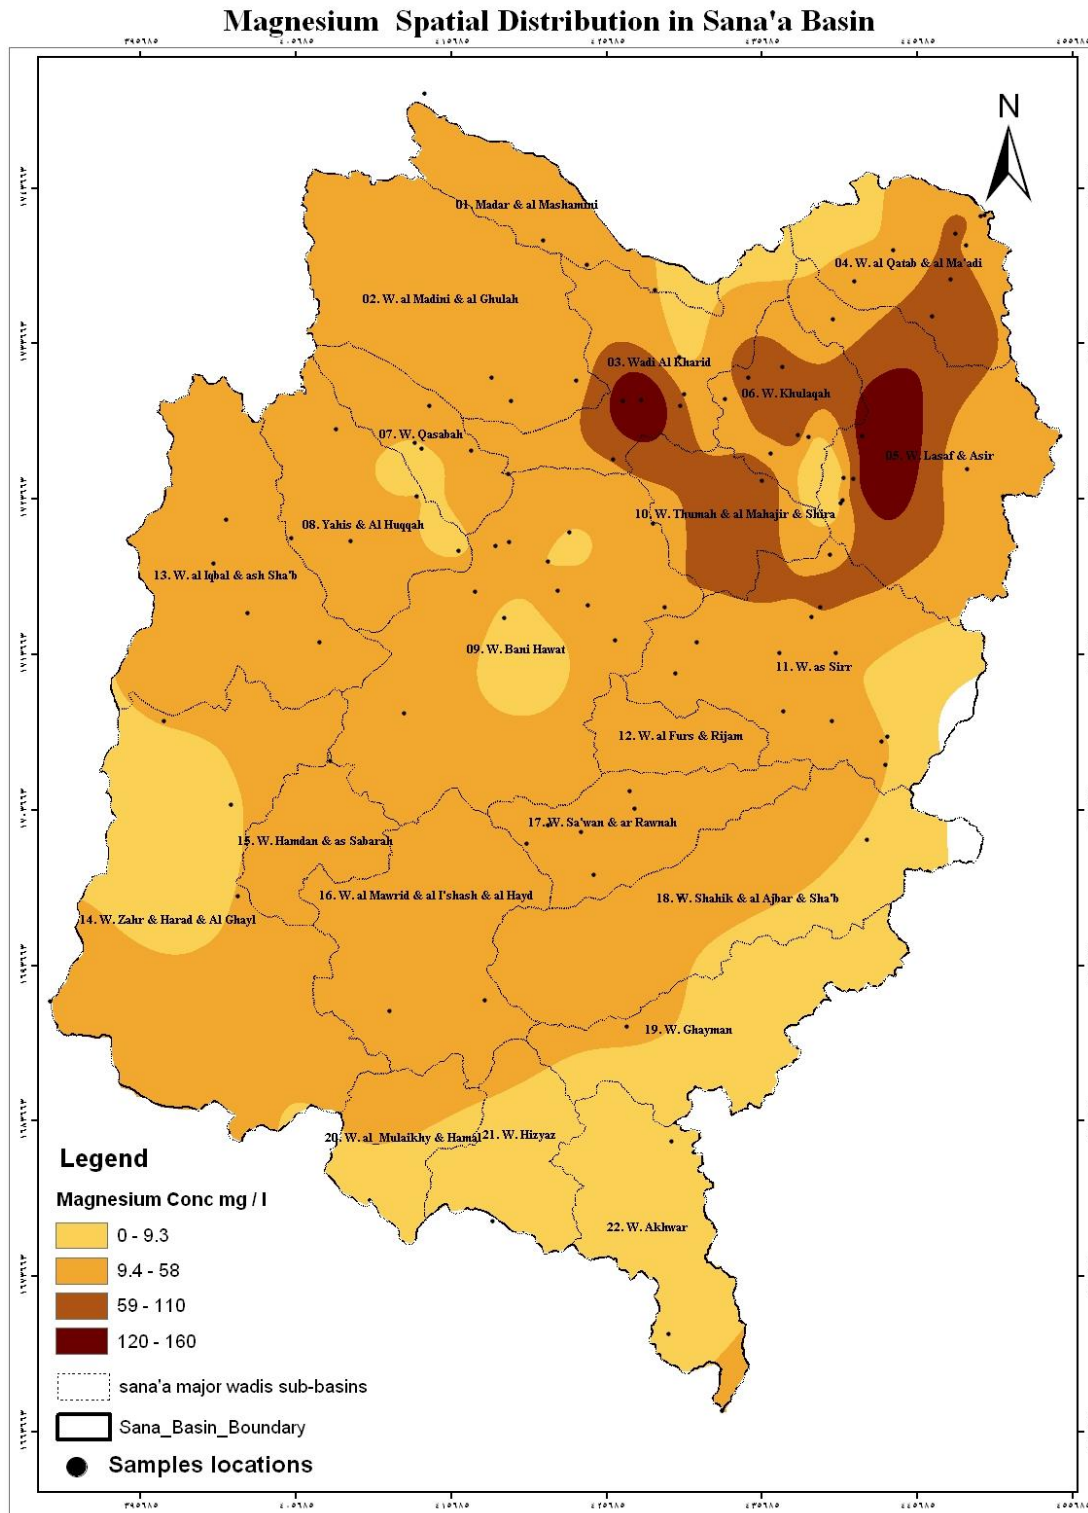 Magnesium Spatial Distribution in Sana'a Basin
N
01. Madar & al Mashamini
04. W. al Qatab & al Ma'adi
02. W. al Madini & al Ghulah
03. Wadi Al Kharid
06. W. Khulaqah
07. W. Qasabah
05. W. Lasaf & Asir
10. W. Thumah & al Mahajir & Shira
08. Yahis & Al Huqqah
13. W. al Iqbal & ash Sha'b
09. W. Bani Hawat
11. W. as Sirr
12. W. al Furs & Rijam
17. W. Sa'wan & ar Rawnah
15. W. Hamdan & as Sabarah
16. W. al Mawrid & al I'shash & al Hayd
18. W. Shahik & al Ajbar & Sha'b
14. W. Zahr & Harad & Al Ghayl
19. W. Ghayman
20. W. al_Mulaikhy & Hamal
21. W. Hizyaz
22. W. Akhwar
Legend
Magnesium Conc mg / l
0 - 9.3
9.4 - 58
59 - 110
120 - 160
sana'a major wadis sub-basins
Sana_Basin_Boundary
Samples locations